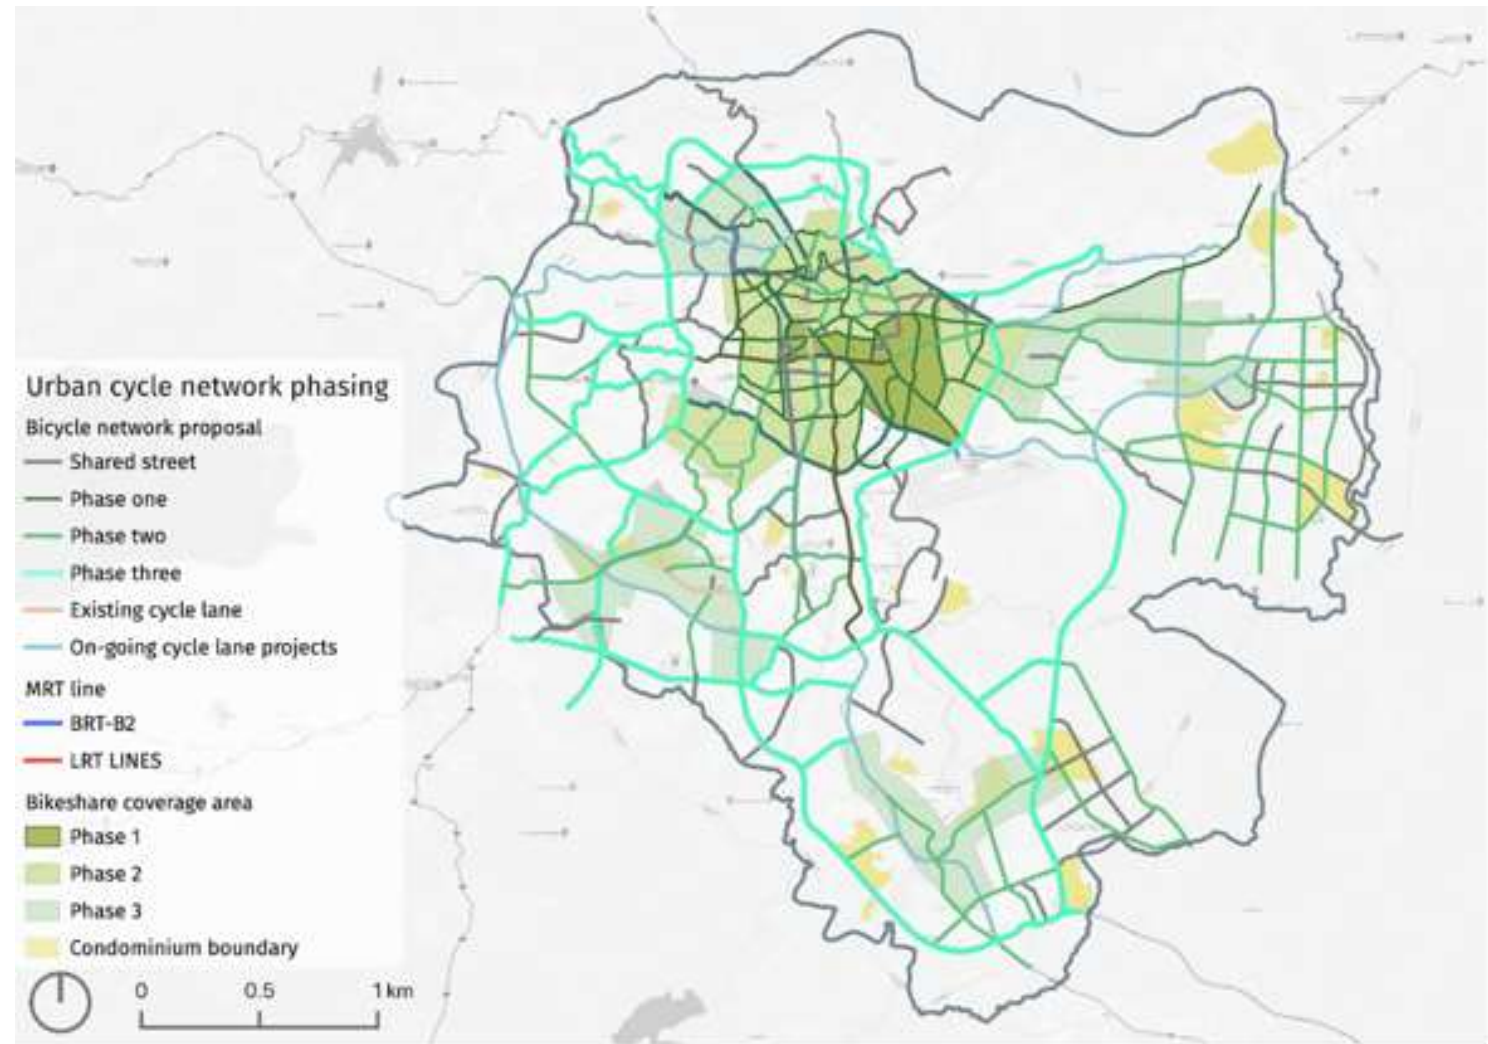 Urban cycle network phasing
Bicycle network proposal
Shared street
Phase one
Phase two
Phase three
Existing cycle lane
On-going cycle lane projects
MRT line
BRT-B2
LRT LINES
Bikeshare coverage area
Phase 1
Phase 2
Phase 3
Condominium boundary
0 0.5 1 km